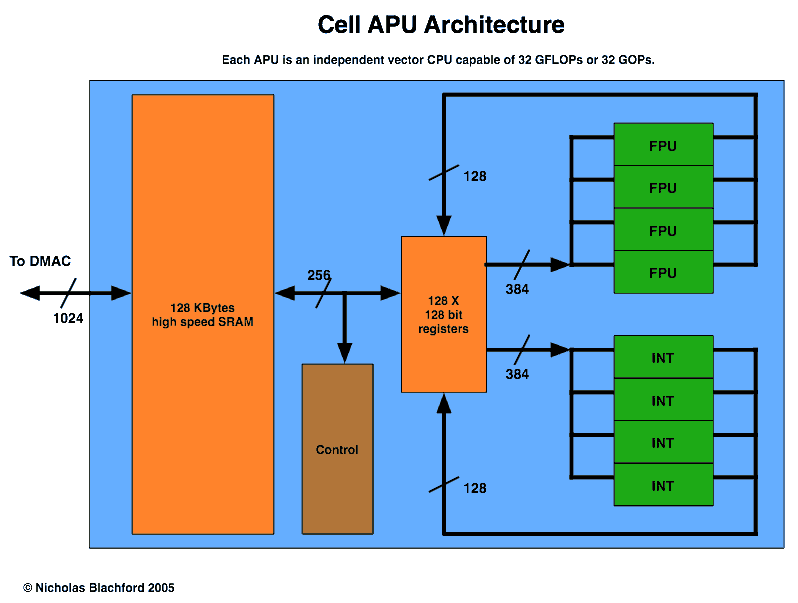 Cell APU Architecture
Each APU is an independent vector CPU capable of 32 GFLOPs or 32 GOPs.
To DMAC
1024
128 KBytes
high speed SRAM
256
Control
128 X
128 bit
registers
128
384
FPU
FPU
FPU
FPU
384
128
INT
INT
INT
INT
© Nicholas Blachford 2005